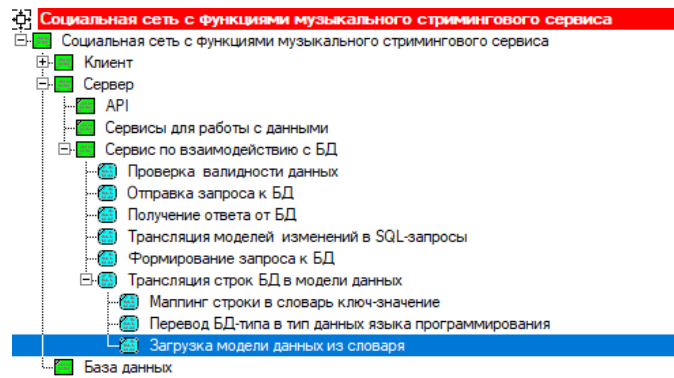 Социальная сеть с функциями музыкального стримингового сервиса
Социальная сеть с функциями музыкального стримингового сервиса
Клиент
Сервер
API
Сервисы для работы с данными
Сервис по взаимодействию с БД
Проверка валидности данных
Отправка запроса к БД
Получение ответа от БД
Трансляция моделей изменений в SQL-запросы
Формирование запроса к БД
Трансляция строк БД в модели данных
Маппинг строки в словарь ключ-значение
Перевод БД-типа в тип данных языка программирования
Загрузка модели данных из словаря
База данных